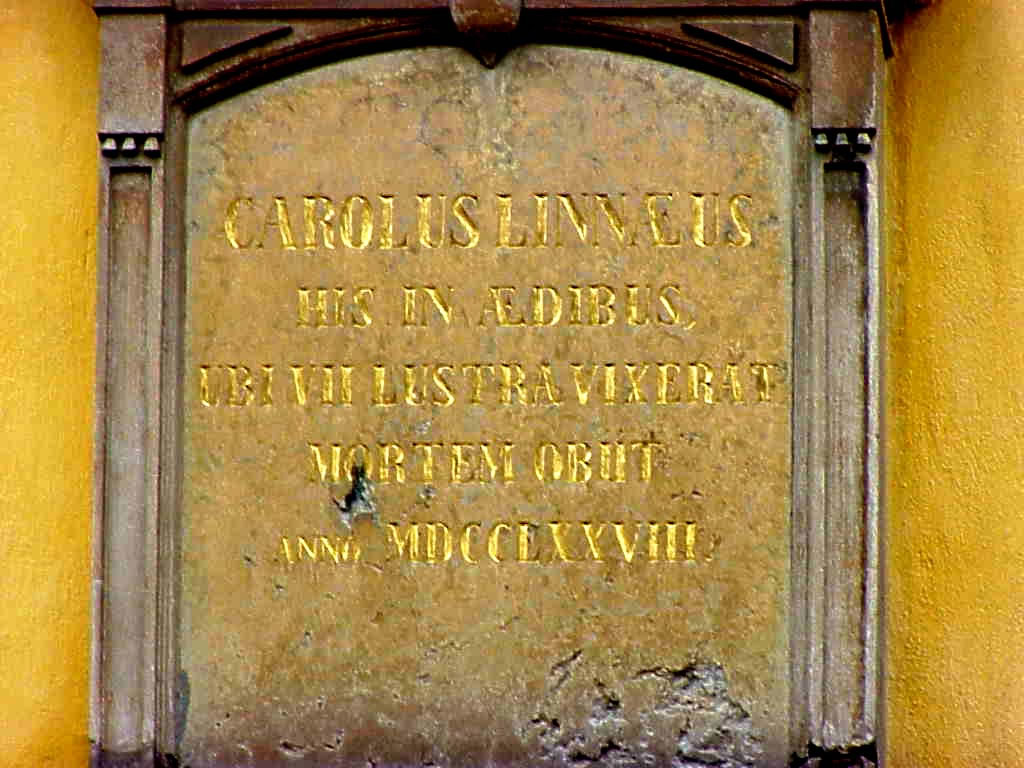 CAROLUS LINNÆUS
HIS IN ÆDIBUS,
UBI VII LUSTRA VIXERAT
MORTEM OBIIT
ANNO MDCCLXXVIII.